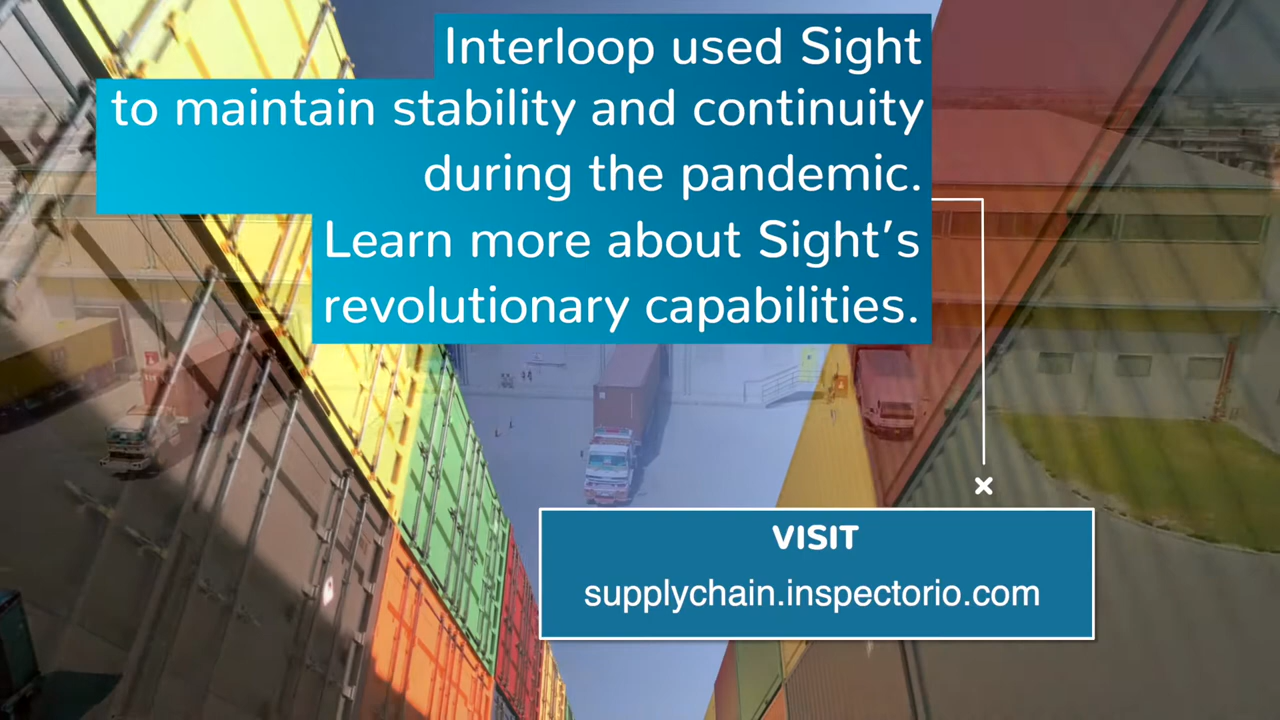 Interloop used Sight
to maintain stability and continuity
during the pandemic.
Learn more about Sight's
revolutionary capabilities.
VISIT
supplychain.inspectorio.com